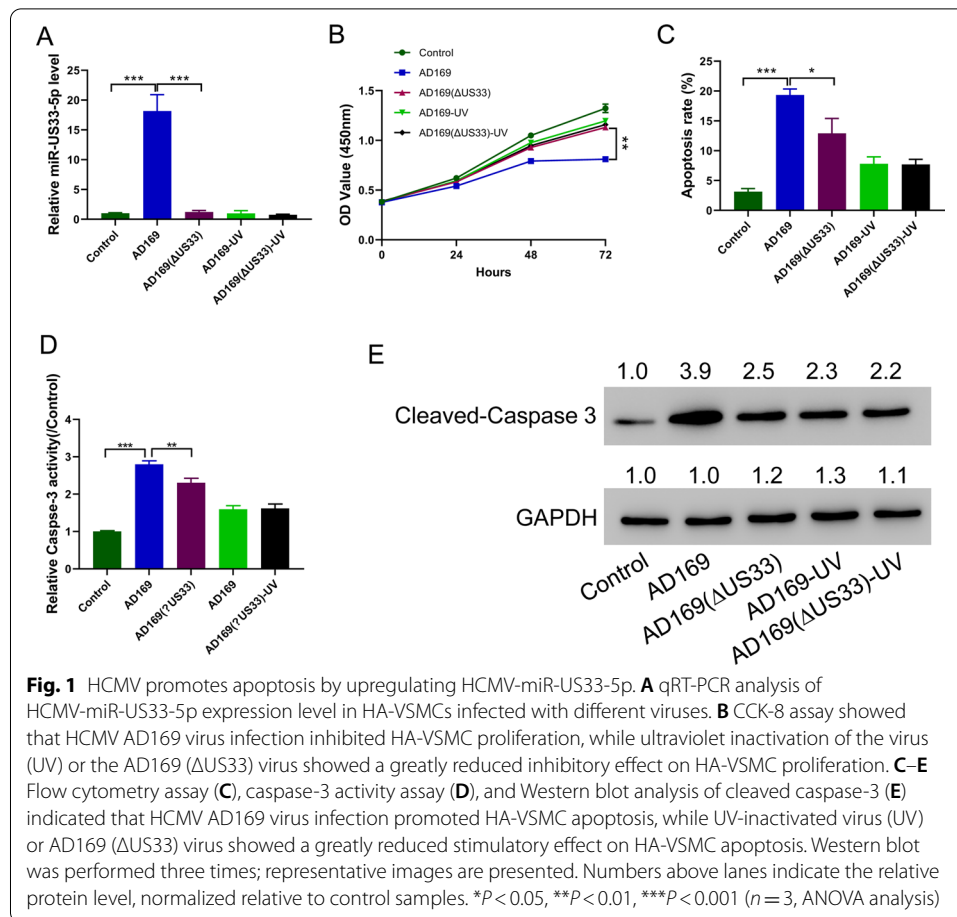 A
Relative miR-US33-5p level
25
20
15
10
5
0
***
***
Control
AD169
AD169(ΔUS33)
AD169-UV
AD169(ΔUS33)-UV
B
OD Value (450nm)
1.5
1.0
0.5
0.0
0
24
48
72
Hours
Control
AD169
AD169(ΔUS33)
AD169-UV
AD169(ΔUS33)-UV
**
C
Apoptosis rate (%)
25
20
15
10
5
0
***
*
Control
AD169
AD169(ΔUS33)
AD169-UV
AD169(ΔUS33)-UV
D
Relative Caspse-3 activity(/Control)
4
3
2
1
0
***
**
Control
AD169
AD169(?US33)
AD169
AD169(?US33)-UV
E
1.0 3.9 2.5 2.3 2.2
Cleaved-Caspase 3
1.0 1.0 1.2 1.3 1.1
GAPDH
Control
AD169
AD169(ΔUS33)
AD169-UV
AD169(ΔUS33)-UV
Fig. 1 HCMV promotes apoptosis by upregulating HCMV-miR-US33-5p. A qRT-PCR analysis of
HCMV-miR-US33-5p expression level in HA-VSMCs infected with different viruses. B CCK-8 assay showed
that HCMV AD169 virus infection inhibited HA-VSMC proliferation, while ultraviolet inactivation of the virus
(UV) or the AD169 (ΔUS33) virus showed a greatly reduced inhibitory effect on HA-VSMC proliferation. C–E
Flow cytometry assay (C), caspase-3 activity assay (D), and Western blot analysis of cleaved caspase-3 (E)
indicated that HCMV AD169 virus infection promoted HA-VSMC apoptosis, while UV-inactivated virus (UV)
or AD169 (ΔUS33) virus showed a greatly reduced stimulatory effect on HA-VSMC apoptosis. Western blot
was performed three times; representative images are presented. Numbers above lanes indicate the relative
protein level, normalized relative to control samples. *P < 0.05, **P < 0.01, ***P < 0.001 (n = 3, ANOVA analysis)